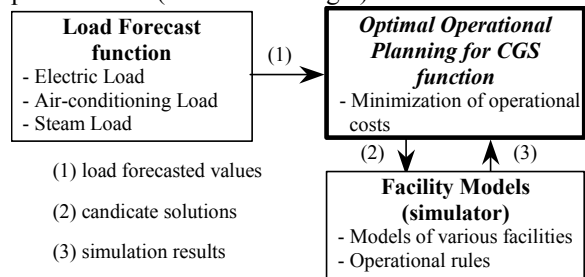 Load Forecast
function
- Electric Load
- Air-conditioning Load
- Steam Load
(1)
Optimal Operational
Planning for CGS
function
- Minimization of operational
costs
(2)
(3)
(1) load forecasted values
(2) candicate solutions
(3) simulation results
Facility Models
(simulator)
- Models of various facilities
- Operational rules